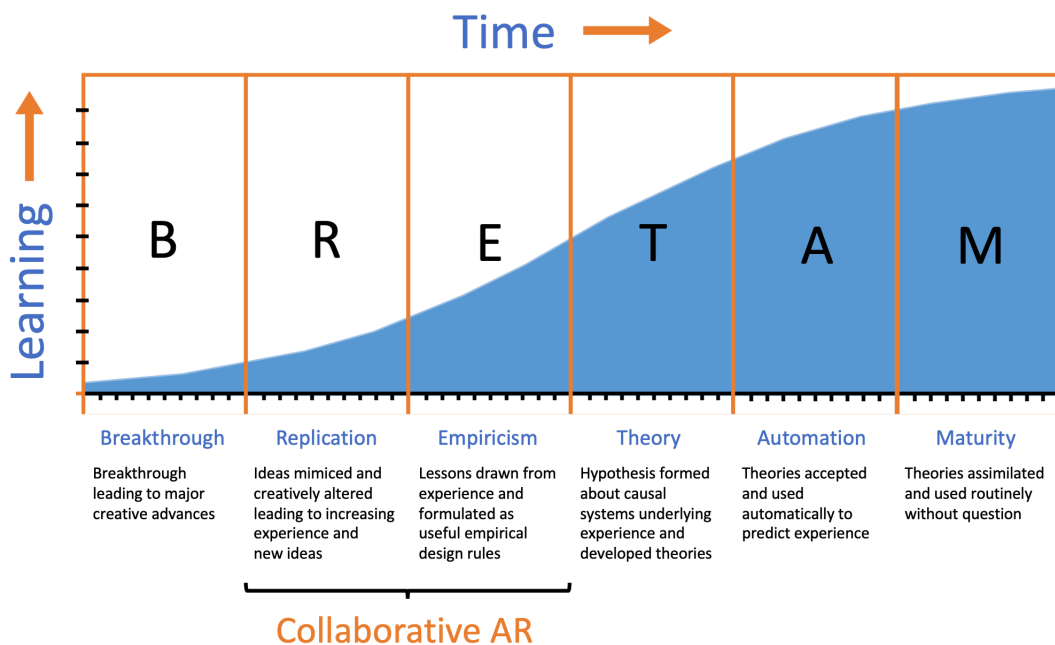 Time
Learning
B
R
E
T
A
M
Breakthrough
Breakthrough
leading to major
creative advances
Replication
Ideas mimiced and
creatively altered
leading to increasing
experience and
new ideas
Empiricism
Lessons drawn from
experience and
formulated as
useful empirical
design rules
Theory
Hypothesis formed
about causal
systems underlying
experience and
developed theories
Automation
Theories accepted
and used
automatically to
predict experience
Maturity
Theories assimilated
and used routinely
without question
Collaborative AR